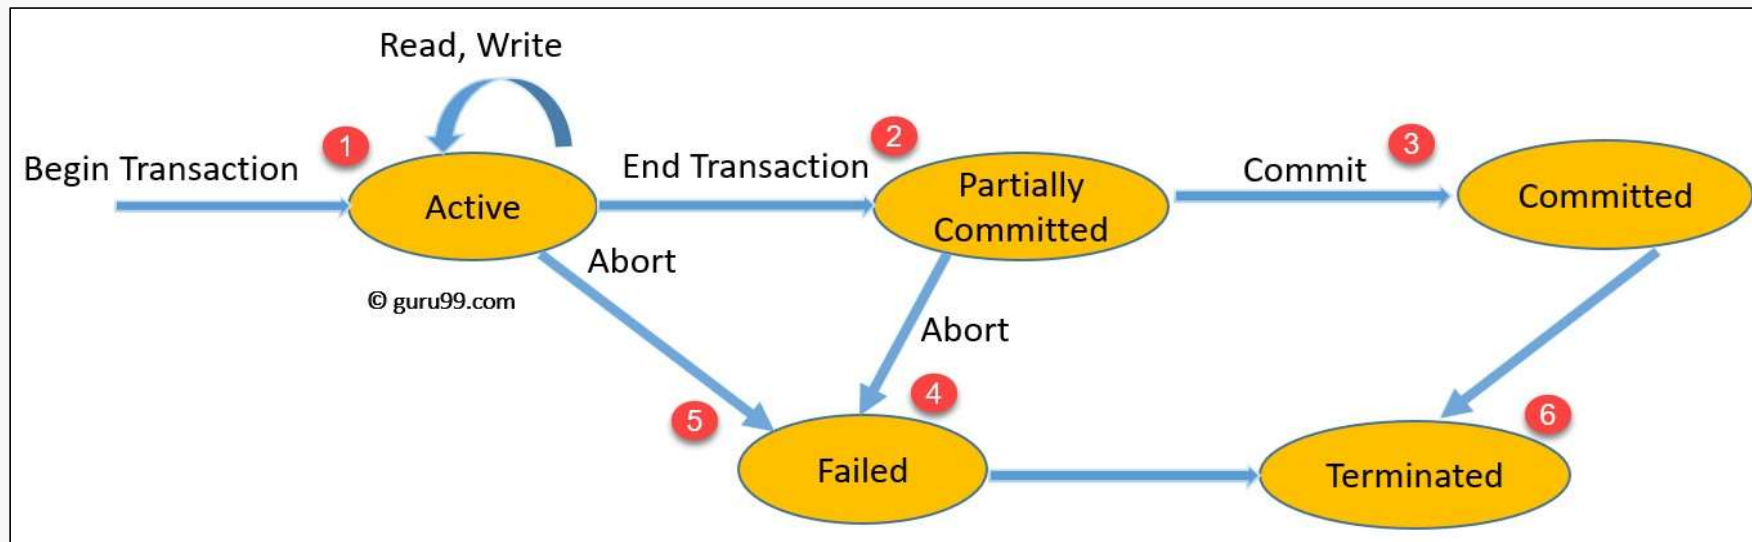 Read, Write
1
2
3
Begin Transaction
End Transaction
Commit
Active
Partially
Committed
Committed
Abort
© guru99.com
Abort
4
5
6
Failed
Terminated